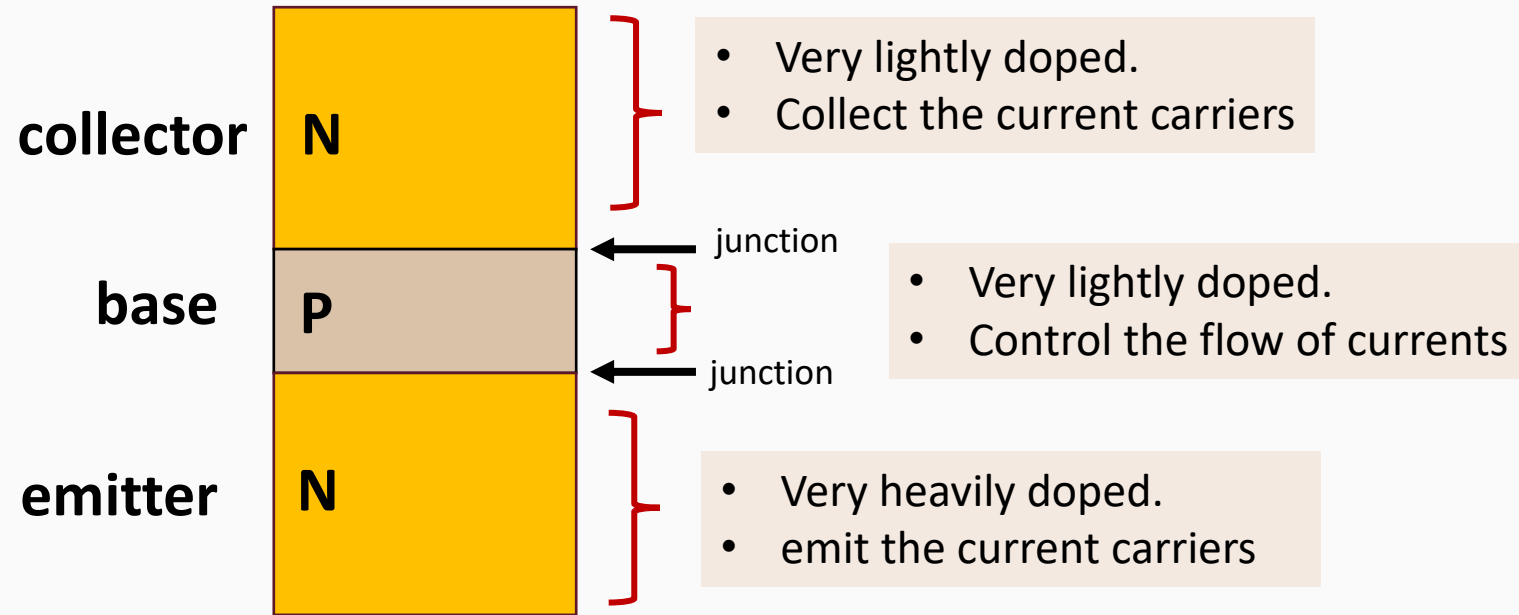 collector
N
• Very lightly doped.
• Collect the current carriers
junction
base
P
• Very lightly doped.
• Control the flow of currents
junction
emitter
N
• Very heavily doped.
• emit the current carriers